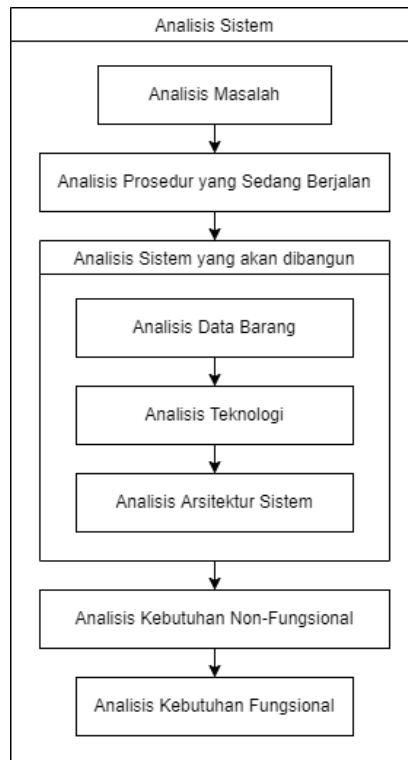 Analisis Sistem
Analisis Masalah
Analisis Prosedur yang Sedang Berjalan
Analisis Sistem yang akan dibangun
Analisis Data Barang
Analisis Teknologi
Analisis Arsitektur Sistem
Analisis Kebutuhan Non-Fungsional
Analisis Kebutuhan Fungsional